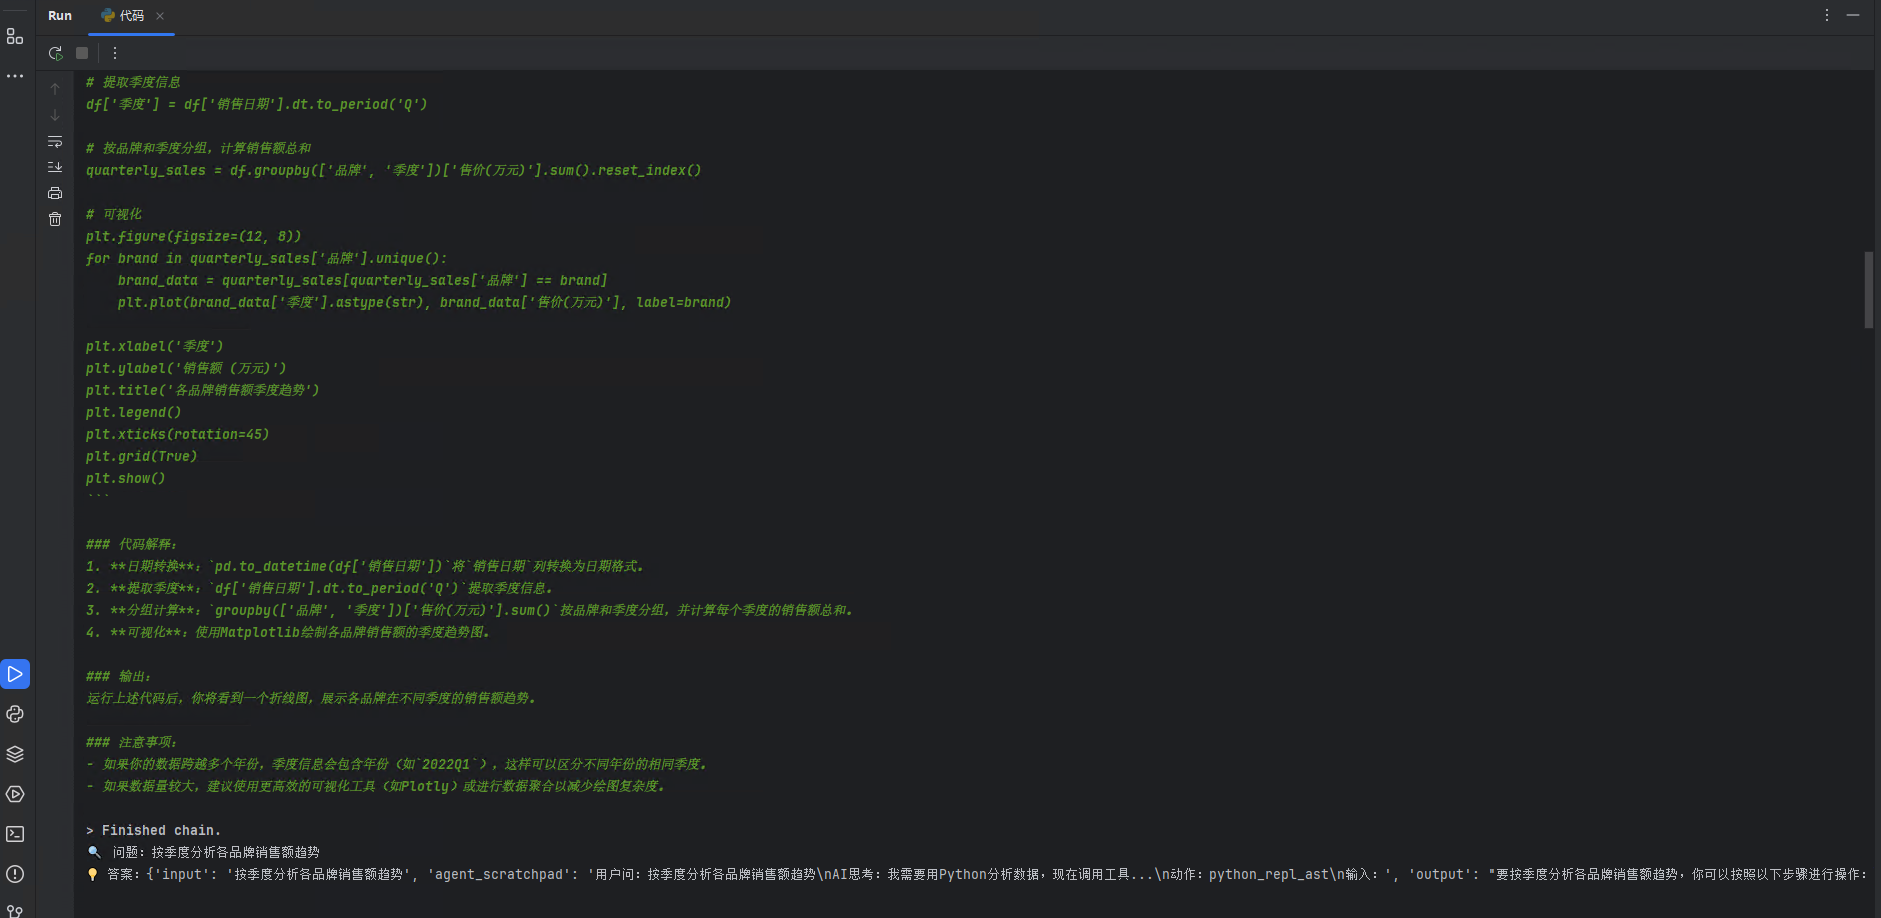 Run 代码
# 提取季度信息
df['季度'] = df['销售日期'].dt.to_period('Q')
# 按品牌和季度分组，计算销售额总和
quarterly_sales = df.groupby(['品牌', '季度'])['售价(万元)'].sum().reset_index()
# 可视化
plt.figure(figsize=(12, 8))
for brand in quarterly_sales['品牌'].unique():
    brand_data = quarterly_sales[quarterly_sales['品牌'] == brand]
    plt.plot(brand_data['季度'].astype(str), brand_data['售价(万元)'], label=brand)
plt.xlabel('季度')
plt.ylabel('销售额 (万元)')
plt.title('各品牌销售额季度趋势')
plt.legend()
plt.xticks(rotation=45)
plt.grid(True)
plt.show()
```
### 代码解释：
1. **日期转换**：`pd.to_datetime(df['销售日期'])`将`销售日期`列转换为日期格式。
2. **提取季度**：`df['销售日期'].dt.to_period('Q')`提取季度信息。
3. **分组计算**：`groupby(['品牌', '季度'])['售价(万元)'].sum()`按品牌和季度分组，并计算每个季度的销售额总和。
4. **可视化**：使用Matplotlib绘制各品牌销售额的季度趋势图。
### 输出：
运行上述代码后，你将看到一个折线图，展示各品牌在不同季度的销售额趋势。
### 注意事项：
- 如果你的数据跨越多个年份，季度信息会包含年份（如`2022Q1`），这样可以区分不同年份的相同季度。
- 如果数据量较大，建议使用更高效的可视化工具（如Plotly）或进行数据聚合以减少绘图复杂度。
> Finished chain.
🔍 问题：按季度分析各品牌销售额趋势
💡 答案：{'input': '按季度分析各品牌销售额趋势', 'agent_scratchpad': '用户问：按季度分析各品牌销售额趋势\nAI思考：我需要用Python分析数据，现在调用工具...\n动作：python_repl_ast\n输入：', 'output': "要按季度分析各品牌销售额趋势，你可以按照以下步骤进行操作：